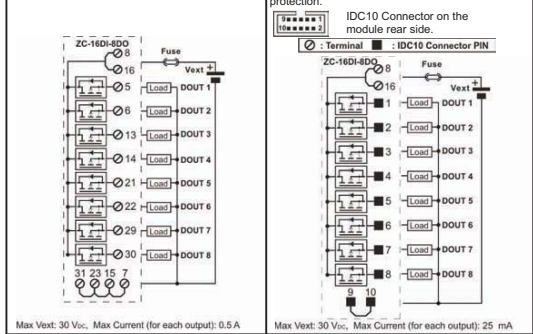 ZC-16DI-8DO
8
16
Fuse
Vext +
5 Load DOUT 1
6 Load DOUT 2
13 Load DOUT 3
14 Load DOUT 4
21 Load DOUT 5
22 Load DOUT 6
29 Load DOUT 7
30 Load DOUT 8
31 23 15 7
Max Vext: 30 VDC, Max Current (for each output): 0.5 A
protection.
9 1
10 2
IDC10 Connector on the
module rear side.
: Terminal : IDC10 Connector PIN
ZC-16DI-8DO
8
16
Fuse
Vext +
1 Load DOUT 1
2 Load DOUT 2
3 Load DOUT 3
4 Load DOUT 4
5 Load DOUT 5
6 Load DOUT 6
7 Load DOUT 7
8 Load DOUT 8
9 10
Max Vext: 30 VDC, Max Current (for each output): 25 mA